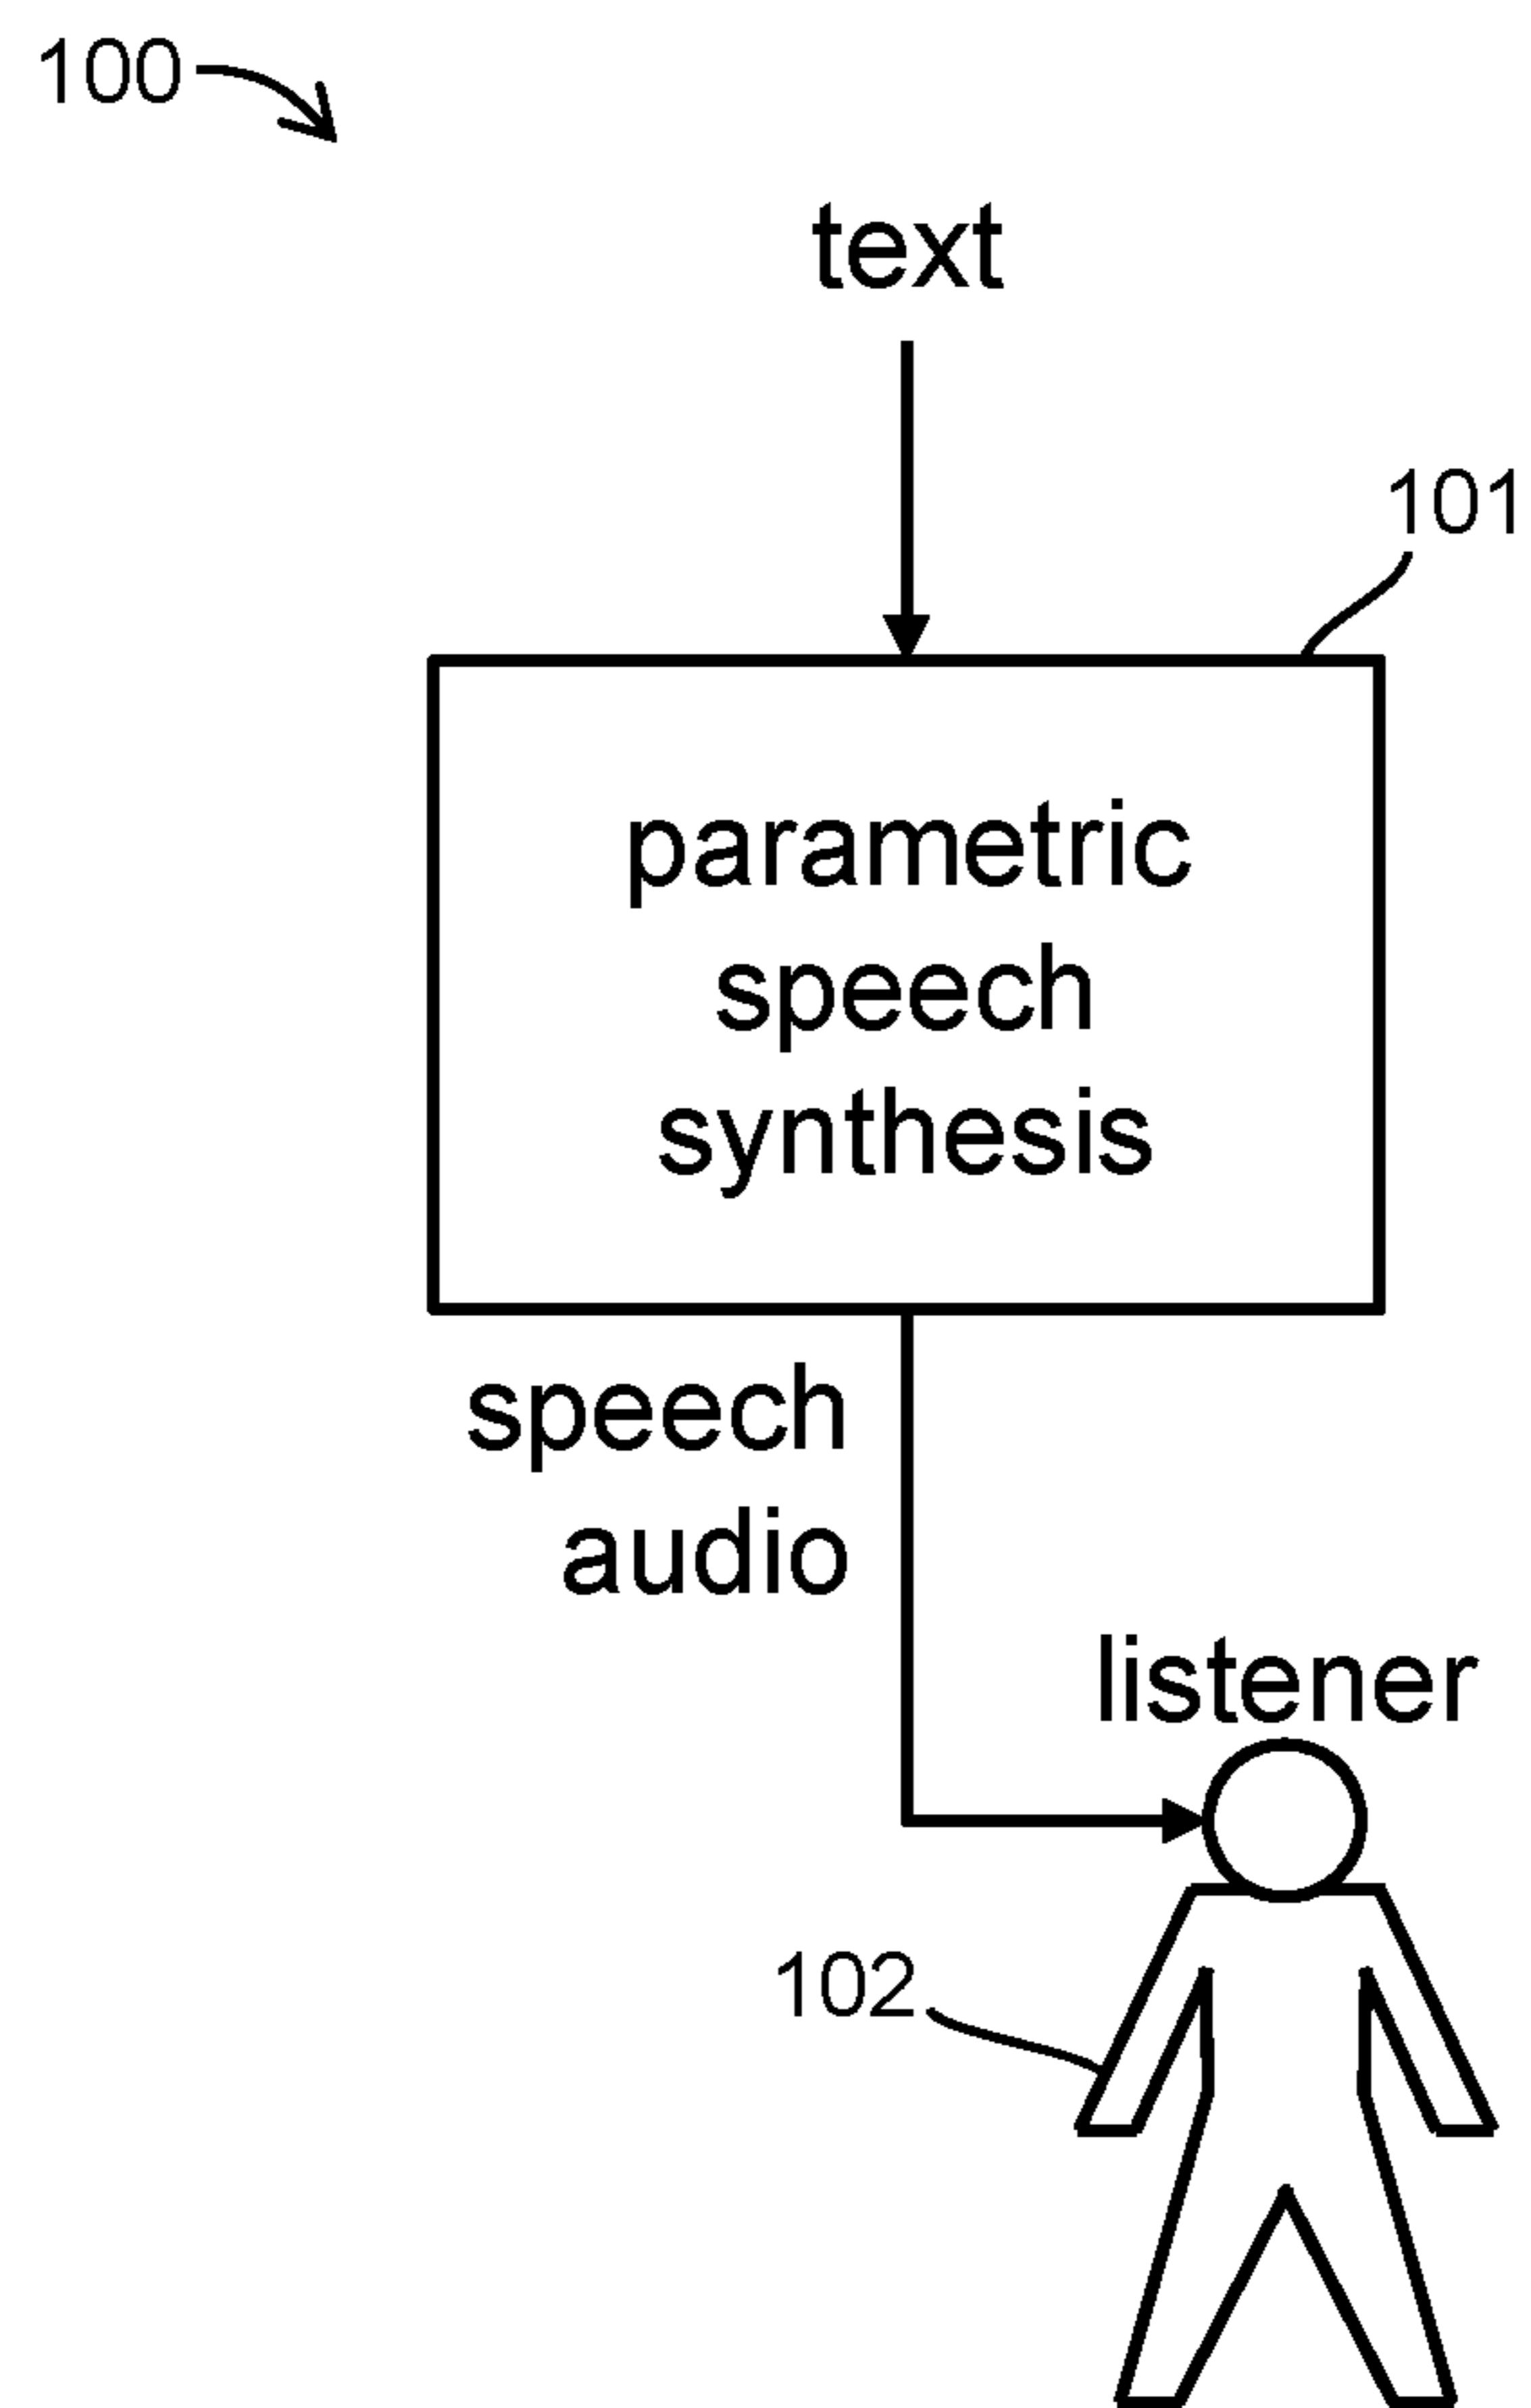 100
text
101
parametric
speech
synthesis
speech
audio
listener
102